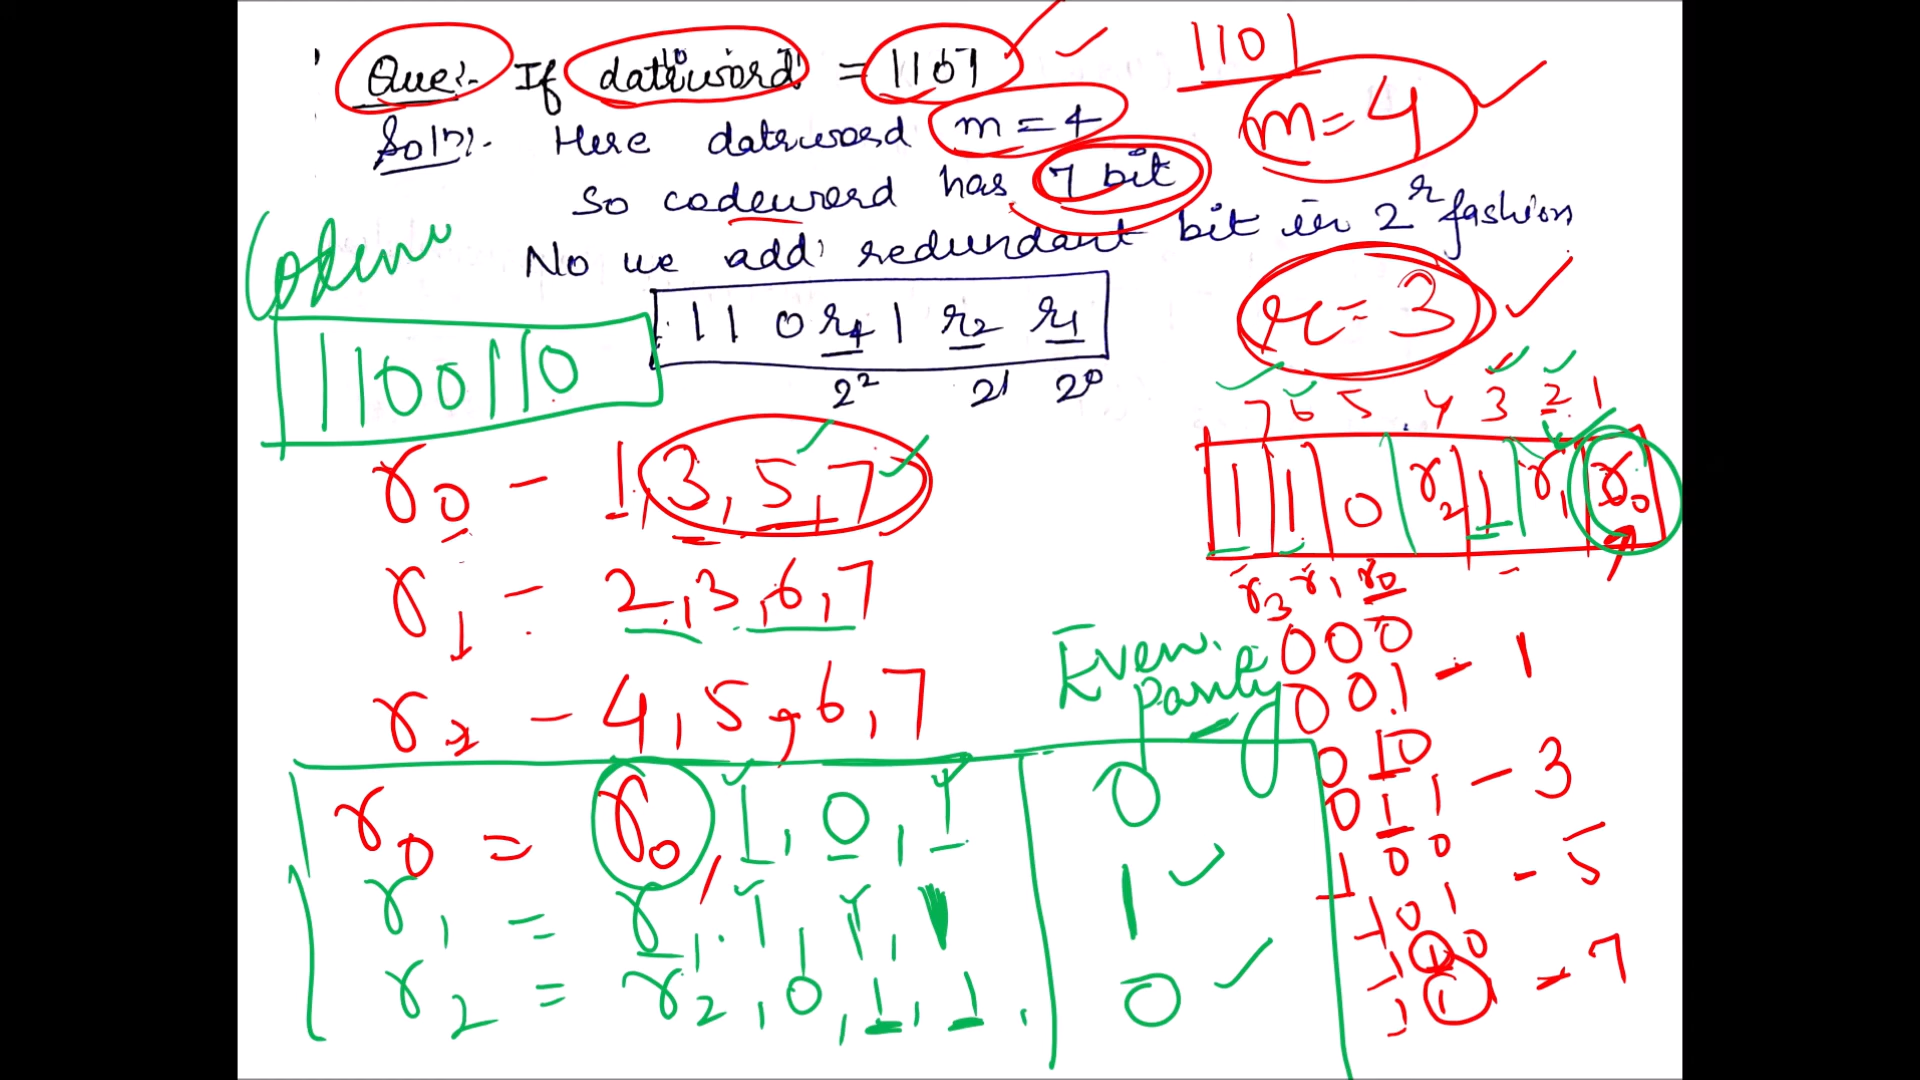 Que:- If dataword = 1101
1101
Soln:- Here dataword m = 4
m = 4
So codeword has 7 bit
No we add redundant bit in 2^r fashion
1 1 0 r4 1 r2 r1
2^2 2^1 2^0
r = 3
1100110
7 6 5 4 3 2 1
1 1 0 r2 1 r1 r0
r0 - 1, 3, 5, 7
r1 - 2, 3, 6, 7
r2 - 4, 5, 6, 7
r3 r1 r0
000
001 - 1
010
011 - 3
100
101 - 5
110
111 - 7
Even Parity
r0 = r0, 1, 0, 1 0
r1 = r1, 1, 1, 1 1
r2 = r2, 0, 1, 1. 0